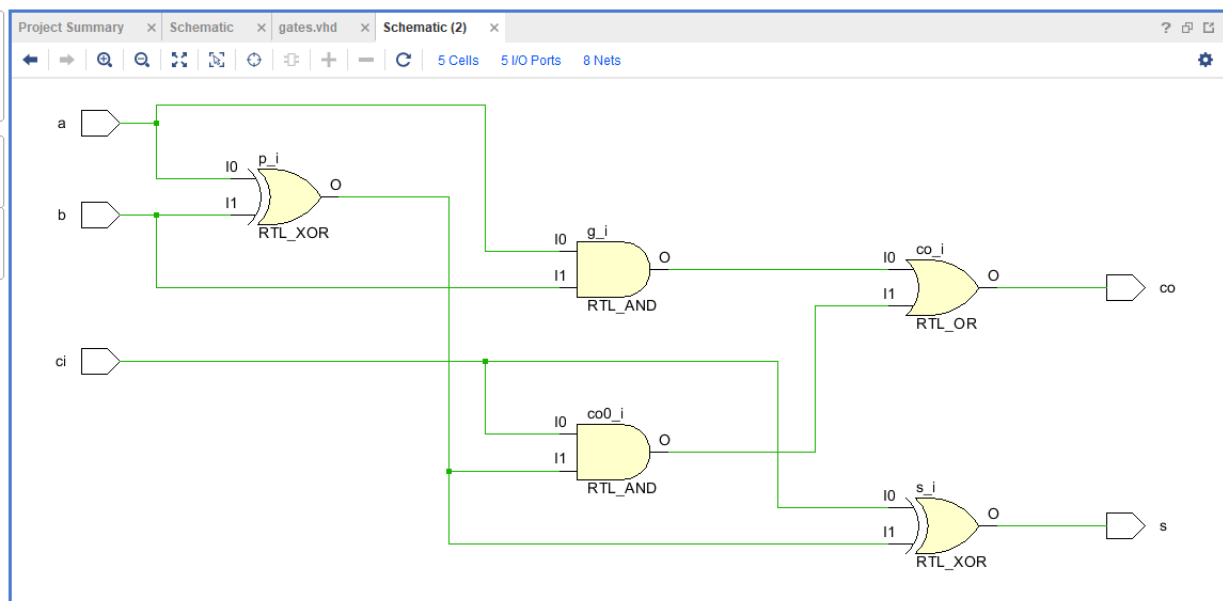 Project Summary × Schematic × gates.vhd × Schematic (2) × ?
5 Cells 5 I/O Ports 8 Nets
a
p_i
I0
O
I1
b
RTL_XOR
g_i
I0
O
I1
RTL_AND
co_i
I0
O
I1
co
RTL_OR
ci
co0_i
I0
O
I1
RTL_AND
s_i
I0
O
I1
s
RTL_XOR